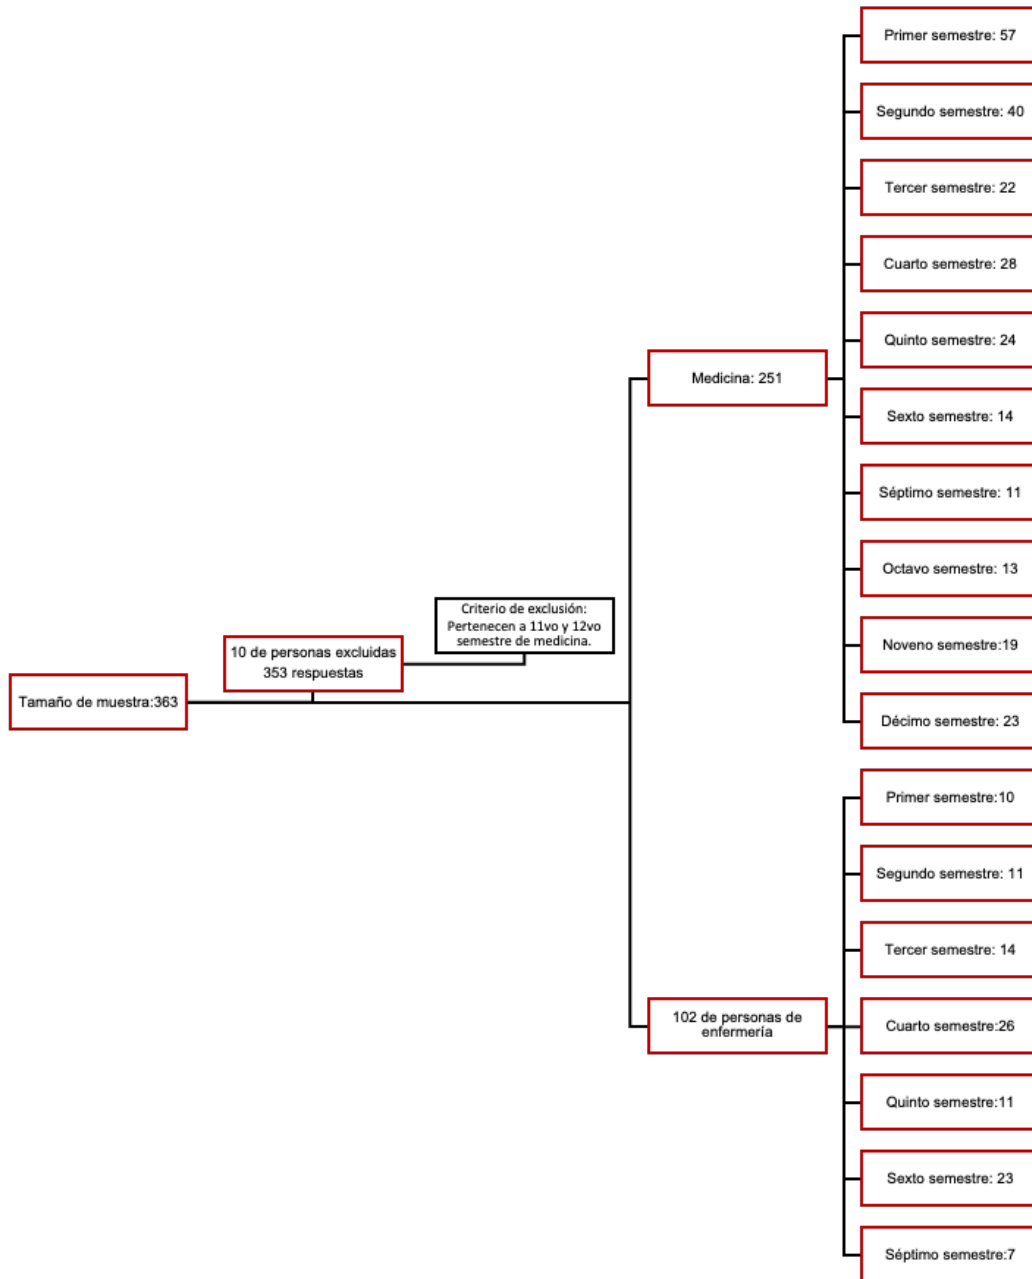 Tamaño de muestra:363
10 de personas excluidas
353 respuestas
Criterio de exclusión:
Pertenecen a 11vo y 12vo
semestre de medicina.
Medicina: 251
Primer semestre: 57
Segundo semestre: 40
Tercer semestre: 22
Cuarto semestre: 28
Quinto semestre: 24
Sexto semestre: 14
Séptimo semestre: 11
Octavo semestre: 13
Noveno semestre:19
Décimo semestre: 23
102 de personas de
enfermería
Primer semestre:10
Segundo semestre: 11
Tercer semestre: 14
Cuarto semestre:26
Quinto semestre:11
Sexto semestre: 23
Séptimo semestre:7